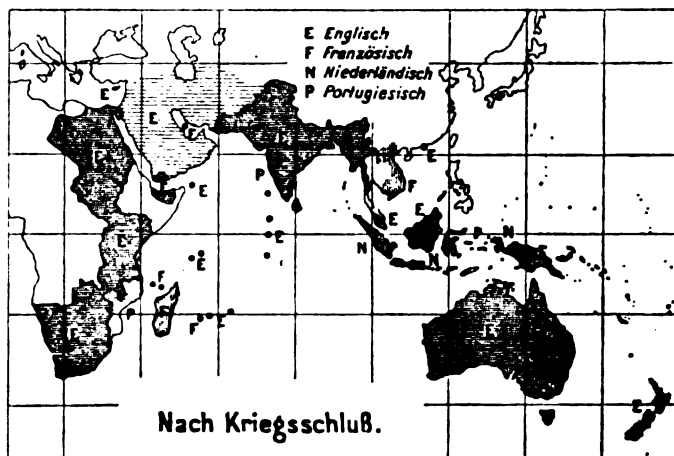 E Englisch
F Französisch
N Niederländisch
P Portugiesisch
E
E
E
E
E
E
P
E
F
E
E
E
P
N
E
E
N
N
F
F
P
F
E
E
E
Nach Kriegsschluß.